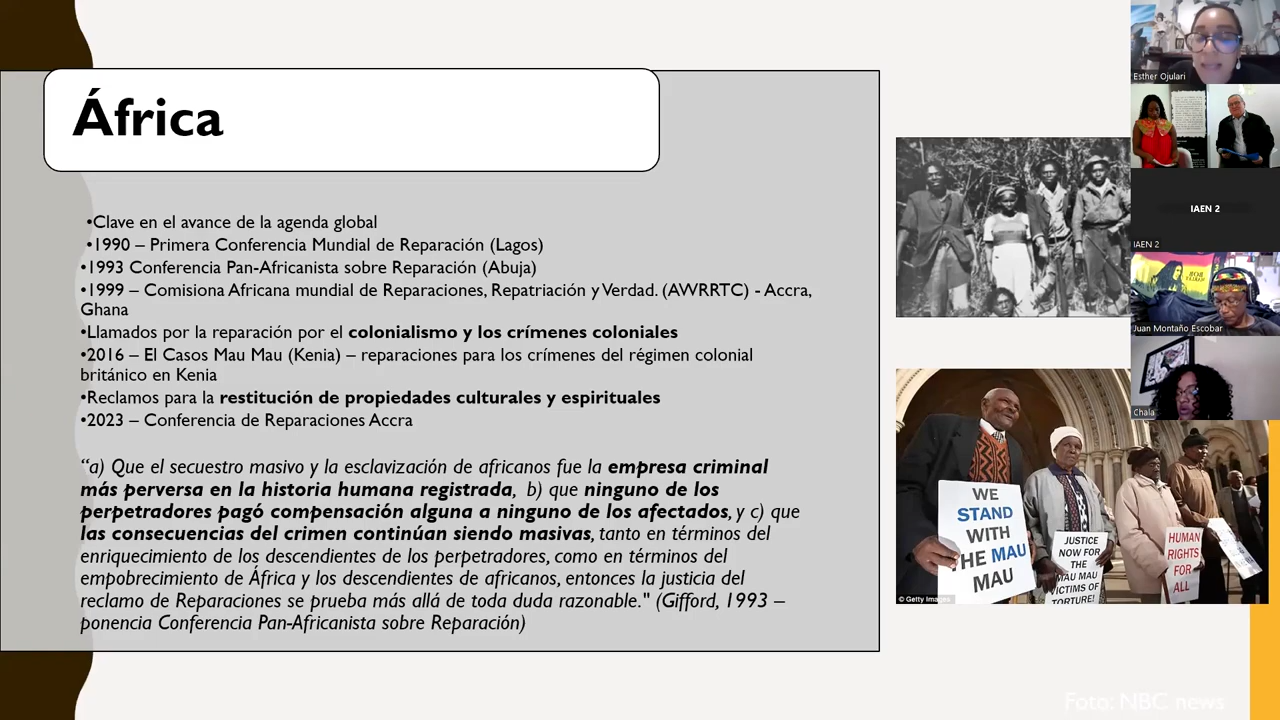 África
•Clave en el avance de la agenda global
•1990 – Primera Conferencia Mundial de Reparación (Lagos)
•1993 Conferencia Pan-Africanista sobre Reparación (Abuja)
•1999 – Comisiona Africana mundial de Reparaciones, Repatriación y Verdad. (AWRRTC) - Accra,
Ghana
•Llamados por la reparación por el colonialismo y los crímenes coloniales
•2016 – El Casos Mau Mau (Kenia) – reparaciones para los crímenes del régimen colonial
británico en Kenia
•Reclamos para la restitución de propiedades culturales y espirituales
•2023 – Conferencia de Reparaciones Accra
“a) Que el secuestro masivo y la esclavización de africanos fue la empresa criminal
más perversa en la historia humana registrada,  b) que ninguno de los
perpetradores pagó compensación alguna a ninguno de los afectados, y c) que
las consecuencias del crimen continúan siendo masivas, tanto en términos del
enriquecimiento de los descendientes de los perpetradores, como en términos del
empobrecimiento de África y los descendientes de africanos, entonces la justicia del
reclamo de Reparaciones se prueba más allá de toda duda razonable." (Gifford, 1993 –
ponencia Conferencia Pan-Africanista sobre Reparación)
WE
STAND
WITH
HE MAU
MAU
JUSTICE
NOW FOR
THE
MAU MAU
VICTIMS OF
TORTURE!
HUMAN
RIGHTS
FOR
ALL
© Getty Images
Foto: NBC news
Esther Ojulari
IAEN 2
IAEN 2
Juan Montaño Escobar
Chala